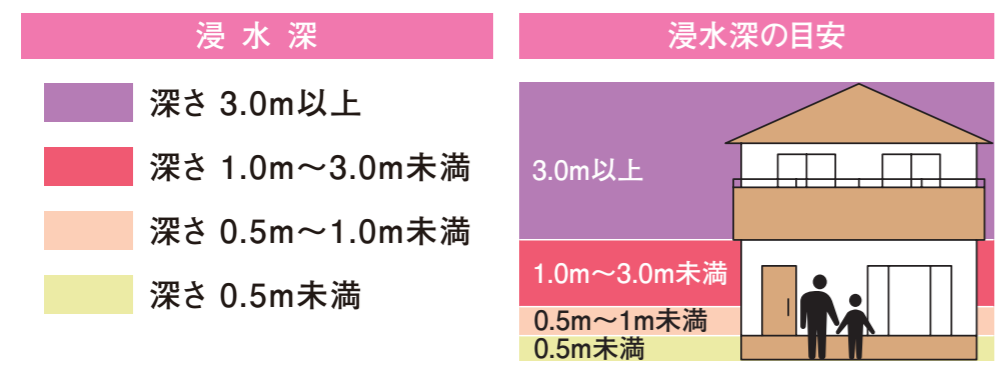 浸水深
深さ 3.0m以上
深さ 1.0m～3.0m未満
深さ 0.5m～1.0m未満
深さ 0.5m未満
浸水深の目安
3.0m以上
1.0m～3.0m未満
0.5m～1m未満
0.5m未満